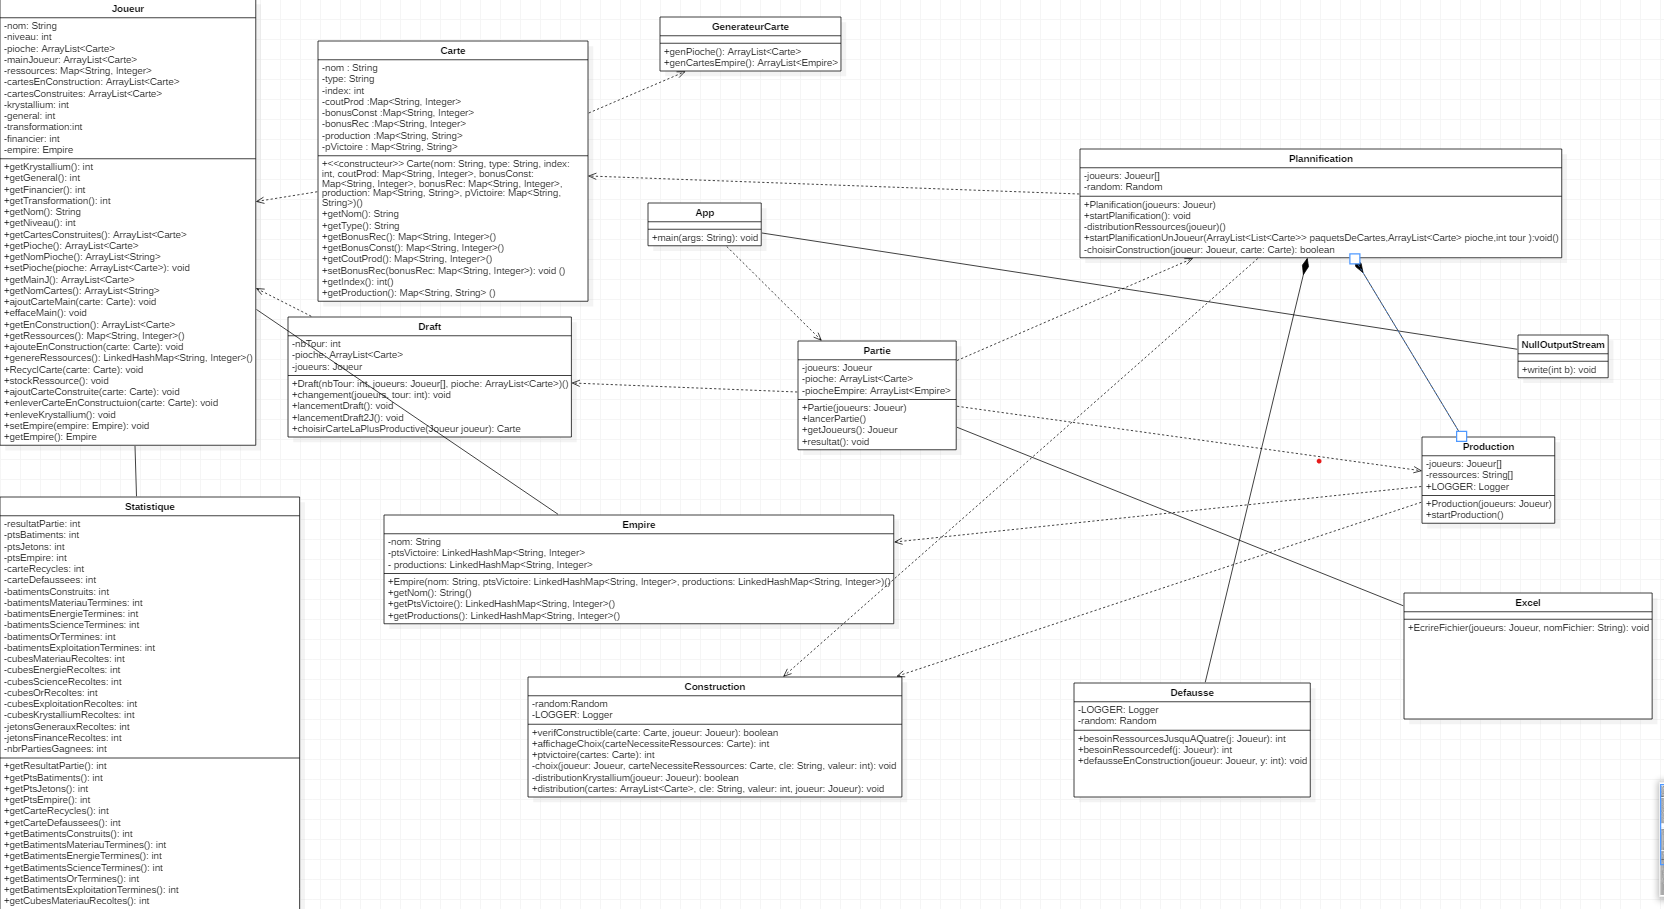 Joueur
-nom: String
-niveau: int
-pioche: ArrayList<Carte>
-mainJoueur: ArrayList<Carte>
-ressources: Map<String, Integer>
-cartesEnConstruction: ArrayList<Carte>
-cartesConstruites: ArrayList<Carte>
-krystallium: int
-general: int
-transformation:int
-financier: int
-empire: Empire
+getKrystallium(): int
+getGeneral(): int
+getFinancier(): int
+getTransformation(): int
+getNom(): String
+getNiveau(): int
+getCartesConstruites(): ArrayList<Carte>
+getPioche(): ArrayList<Carte>
+getNomPioche(): ArrayList<String>
+setPioche(pioche: ArrayList<Carte>): void
+getMainJ(): ArrayList<Carte>
+getNomCartes(): ArrayList<String>
+ajoutCarteMain(carte: Carte): void
+effaceMain(): void
+getEnConstruction(): ArrayList<Carte>
+getRessources(): Map<String, Integer>()
+ajouteEnConstruction(carte: Carte): void
+genereRessources(): LinkedHashMap<String, Integer>()
+RecyclCarte(carte: Carte): void
+stockRessource(): void
+ajoutCarteConstruite(carte: Carte): void
+enleverCarteEnConstructuion(carte: Carte): void
+enleveKrystallium(): void
+setEmpire(empire: Empire): void
+getEmpire(): Empire
Carte
-nom : String
-type: String
-index: int
-coutProd :Map<String, Integer>
-bonusConst :Map<String, Integer>
-bonusRec :Map<String, Integer>
-production :Map<String, String>
-pVictoire : Map<String, String>
+<<constructeur>> Carte(nom: String, type: String, index:
int, coutProd: Map<String, Integer>, bonusConst:
Map<String, Integer>, bonusRec: Map<String, Integer>,
production: Map<String, String>, pVictoire: Map<String,
String>)()
+getNom(): String
+getType(): String
+getBonusRec(): Map<String, Integer>()
+getBonusConst(): Map<String, Integer>()
+getCoutProd(): Map<String, Integer>()
+setBonusRec(bonusRec: Map<String, Integer>): void ()
+getIndex(): int()
+getProduction(): Map<String, String> ()
GenerateurCarte
+genPioche(): ArrayList<Carte>
+genCartesEmpire(): ArrayList<Empire>
App
+main(args: String): void
Plannification
-joueurs: Joueur[]
-random: Random
+Planification(joueurs: Joueur)
+startPlanification(): void
-distributionRessources(joueur)()
+startPlanificationUnJoueur(ArrayList<List<Carte>> paquetsDeCartes,ArrayList<Carte> pioche,int tour ):void()
-choisirConstruction(joueur: Joueur, carte: Carte): boolean
Draft
-nbTour: int
-pioche: ArrayList<Carte>
-joueurs: Joueur
+Draft(nbTour: int, joueurs: Joueur[], pioche: ArrayList<Carte>)()
+changement(joueurs, tour: int): void
+lancementDraft(): void
+lancementDraft2J(): void
+choisirCarteLaPlusProductive(Joueur joueur): Carte
Partie
-joueurs: Joueur
-pioche: ArrayList<Carte>
-piocheEmpire: ArrayList<Empire>
+Partie(joueurs: Joueur)
+lancerPartie()
+getJoueurs(): Joueur
+resultat(): void
NullOutputStream
+write(int b): void
Production
-joueurs: Joueur[]
-ressources: String[]
+LOGGER: Logger
+Production(joueurs: Joueur)
+startProduction()
Statistique
-resultatPartie: int
-ptsBatiments: int
-ptsJetons: int
-ptsEmpire: int
-carteRecycles: int
-carteDefaussees: int
-batimentsConstruits: int
-batimentsMateriauTermines: int
-batimentsEnergieTermines: int
-batimentsScienceTermines: int
-batimentsOrTermines: int
-batimentsExploitationTermines: int
-cubesMateriauRecoltes: int
-cubesEnergieRecoltes: int
-cubesScienceRecoltes: int
-cubesOrRecoltes: int
-cubesExploitationRecoltes: int
-cubesKrystalliumRecoltes: int
-jetonsGenerauxRecoltes: int
-jetonsFinanceRecoltes: int
-nbrPartiesGagnees: int
+getResultatPartie(): int
+getPtsBatiments(): int
+getPtsJetons(): int
+getPtsEmpire(): int
+getCarteRecycles(): int
+getCarteDefaussees(): int
+getBatimentsConstruits(): int
+getBatimentsMateriauTermines(): int
+getBatimentsEnergieTermines(): int
+getBatimentsScienceTermines(): int
+getBatimentsOrTermines(): int
+getBatimentsExploitationTermines(): int
+getCubesMateriauRecoltes(): int
Empire
-nom: String
-ptsVictoire: LinkedHashMap<String, Integer>
- productions: LinkedHashMap<String, Integer>
+Empire(nom: String, ptsVictoire: LinkedHashMap<String, Integer>, productions: LinkedHashMap<String, Integer>)()
+getNom(): String()
+getPtsVictoire(): LinkedHashMap<String, Integer>()
+getProductions(): LinkedHashMap<String, Integer>()
Excel
+EcrireFichier(joueurs: Joueur, nomFichier: String): void
Construction
-random:Random
-LOGGER: Logger
+verifConstructible(carte: Carte, joueur: Joueur): boolean
+affichageChoix(carteNecessiteRessources: Carte): int
+ptvictoire(cartes: Carte): int
-choix(joueur: Joueur, carteNecessiteRessources: Carte, cle: String, valeur: int): void
-distributionKrystallium(joueur: Joueur): boolean
+distribution(cartes: ArrayList<Carte>, cle: String, valeur: int, joueur: Joueur): void
Defausse
-LOGGER: Logger
-random: Random
+besoinRessourcesJusquAQuatre(j: Joueur): int
+besoinRessourcedef(j: Joueur): int
+defausseEnConstruction(joueur: Joueur, y: int): void